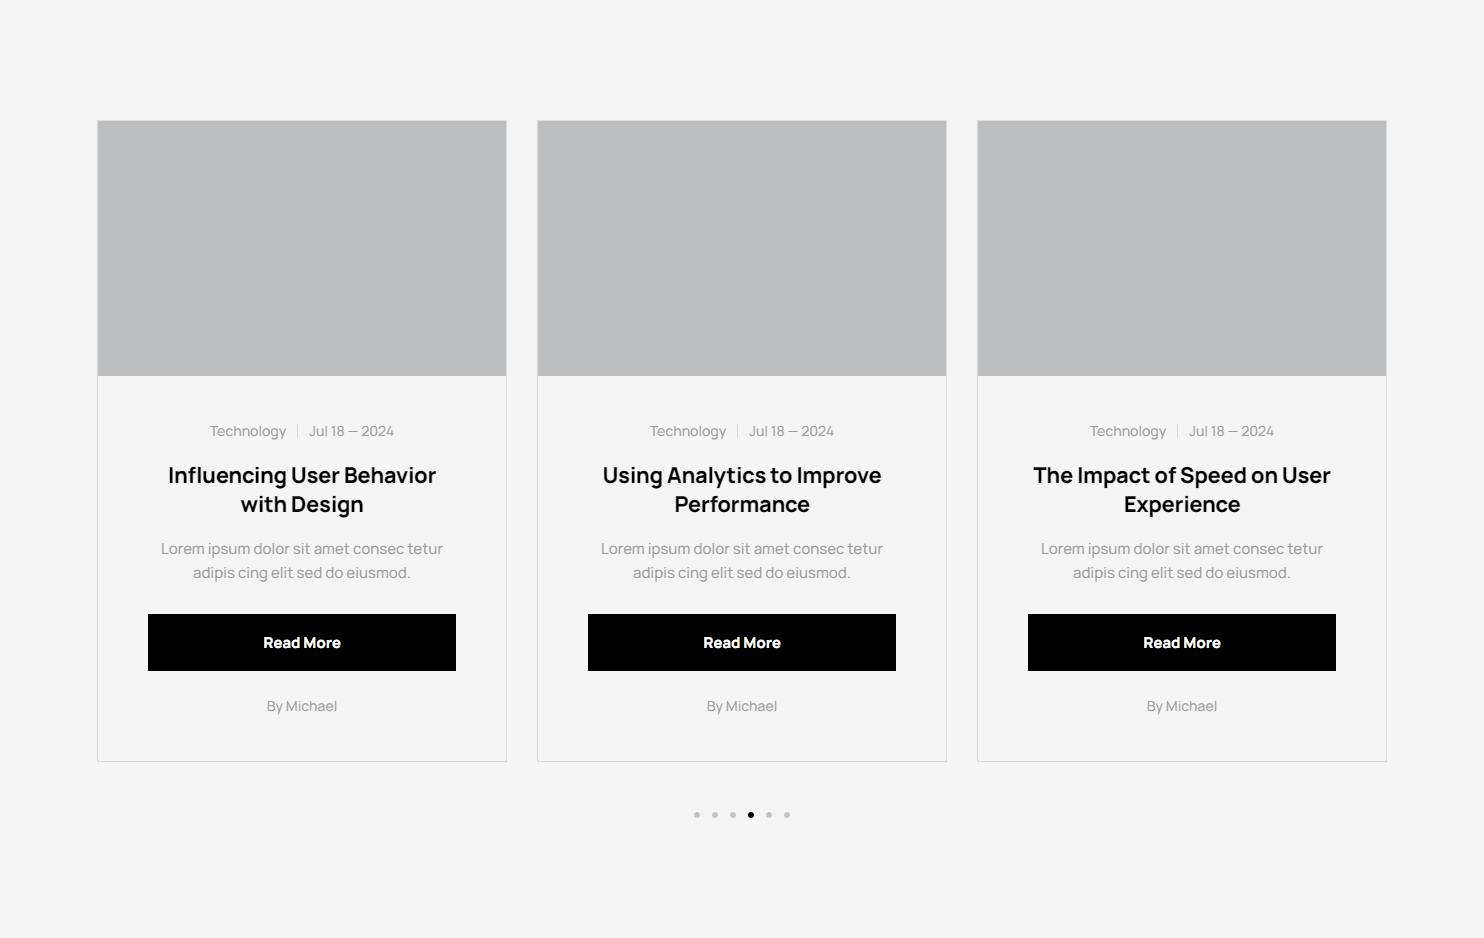 Technology | Jul 18 — 2024
Influencing User Behavior
with Design
Lorem ipsum dolor sit amet consec tetur
adipis cing elit sed do eiusmod.
Read More
By Michael
Technology | Jul 18 — 2024
Using Analytics to Improve
Performance
Lorem ipsum dolor sit amet consec tetur
adipis cing elit sed do eiusmod.
Read More
By Michael
Technology | Jul 18 — 2024
The Impact of Speed on User
Experience
Lorem ipsum dolor sit amet consec tetur
adipis cing elit sed do eiusmod.
Read More
By Michael